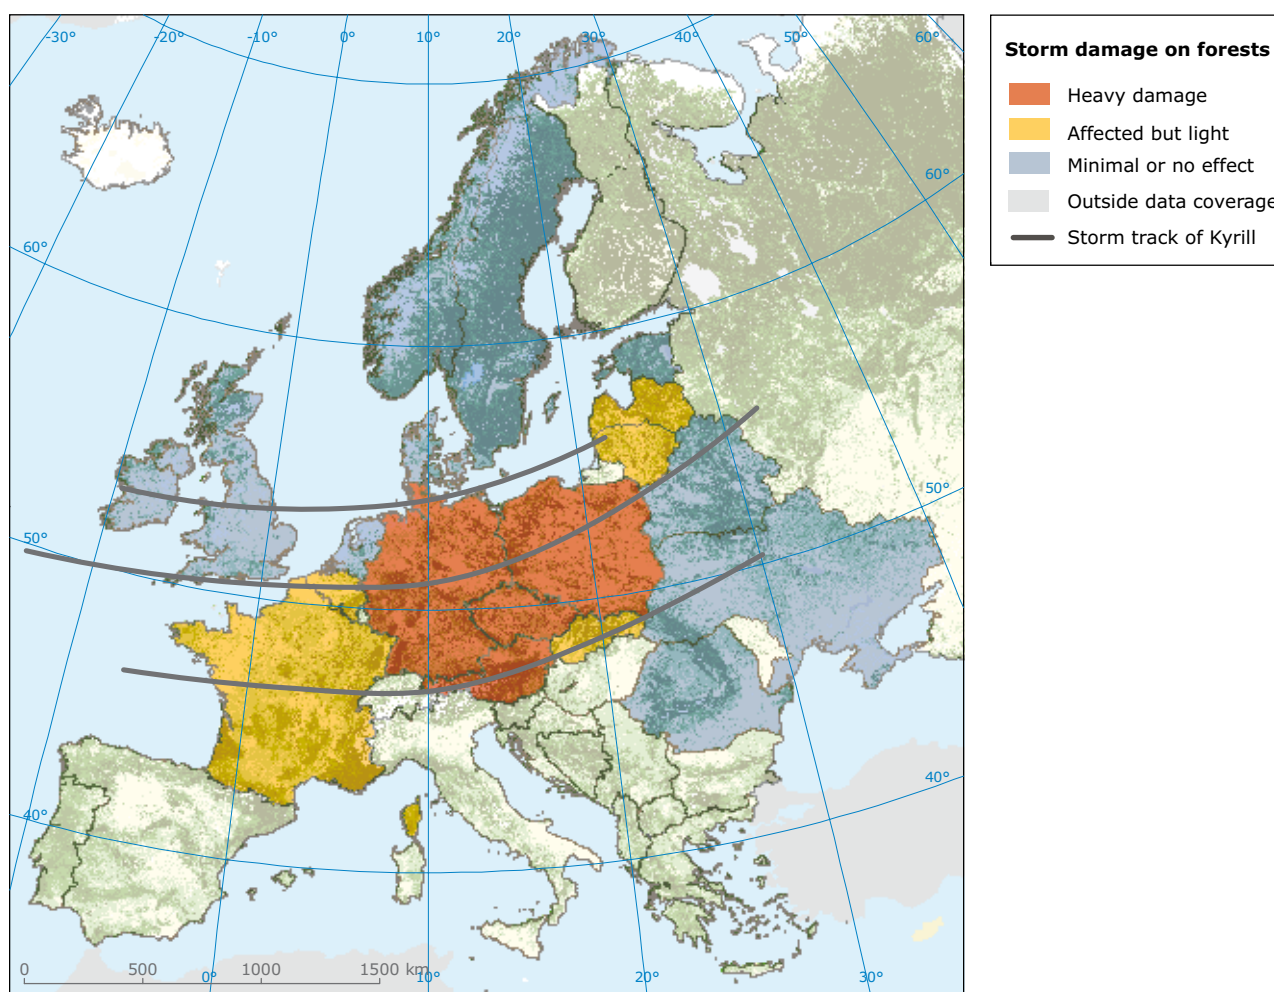 -30° -20° -10° 0° 10° 20° 30° 40° 50° 60°
60°
60°
50°
50°
40°
40°
0 500 1000 1500 km
0° 10° 20° 30°
Storm damage on forests
Heavy damage
Affected but light
Minimal or no effect
Outside data coverage
Storm track of Kyrill